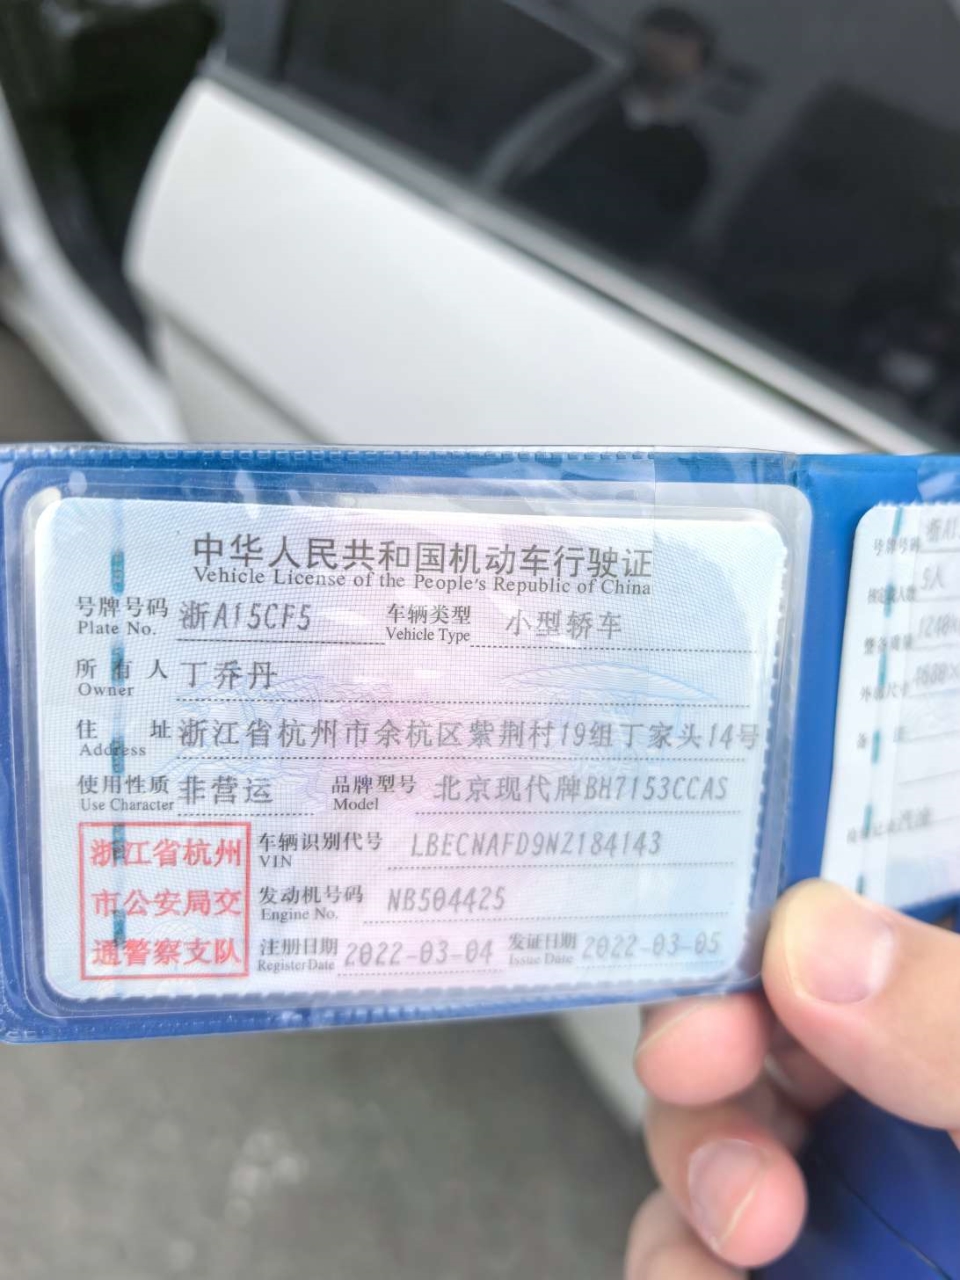 中华人民共和国机动车行驶证
Vehicle License of the People's Republic of China
号牌号码 浙A15CF5 车辆类型 小型轿车
Plate No. Vehicle Type
所有人 丁乔丹
Owner
住址 浙江省杭州市余杭区紫荆村19组丁家头14号
Address
使用性质 非营运 品牌型号 北京现代牌BH7153CCAS
Use Character Model
浙江省杭州
市公安局交
通警察支队
车辆识别代号 LBECNAFD9NZ184143
VIN
发动机号码 NB504425
Engine No.
注册日期 2022-03-04 发证日期 2022-03-05
Register Date Issue Date
号牌号码
5人